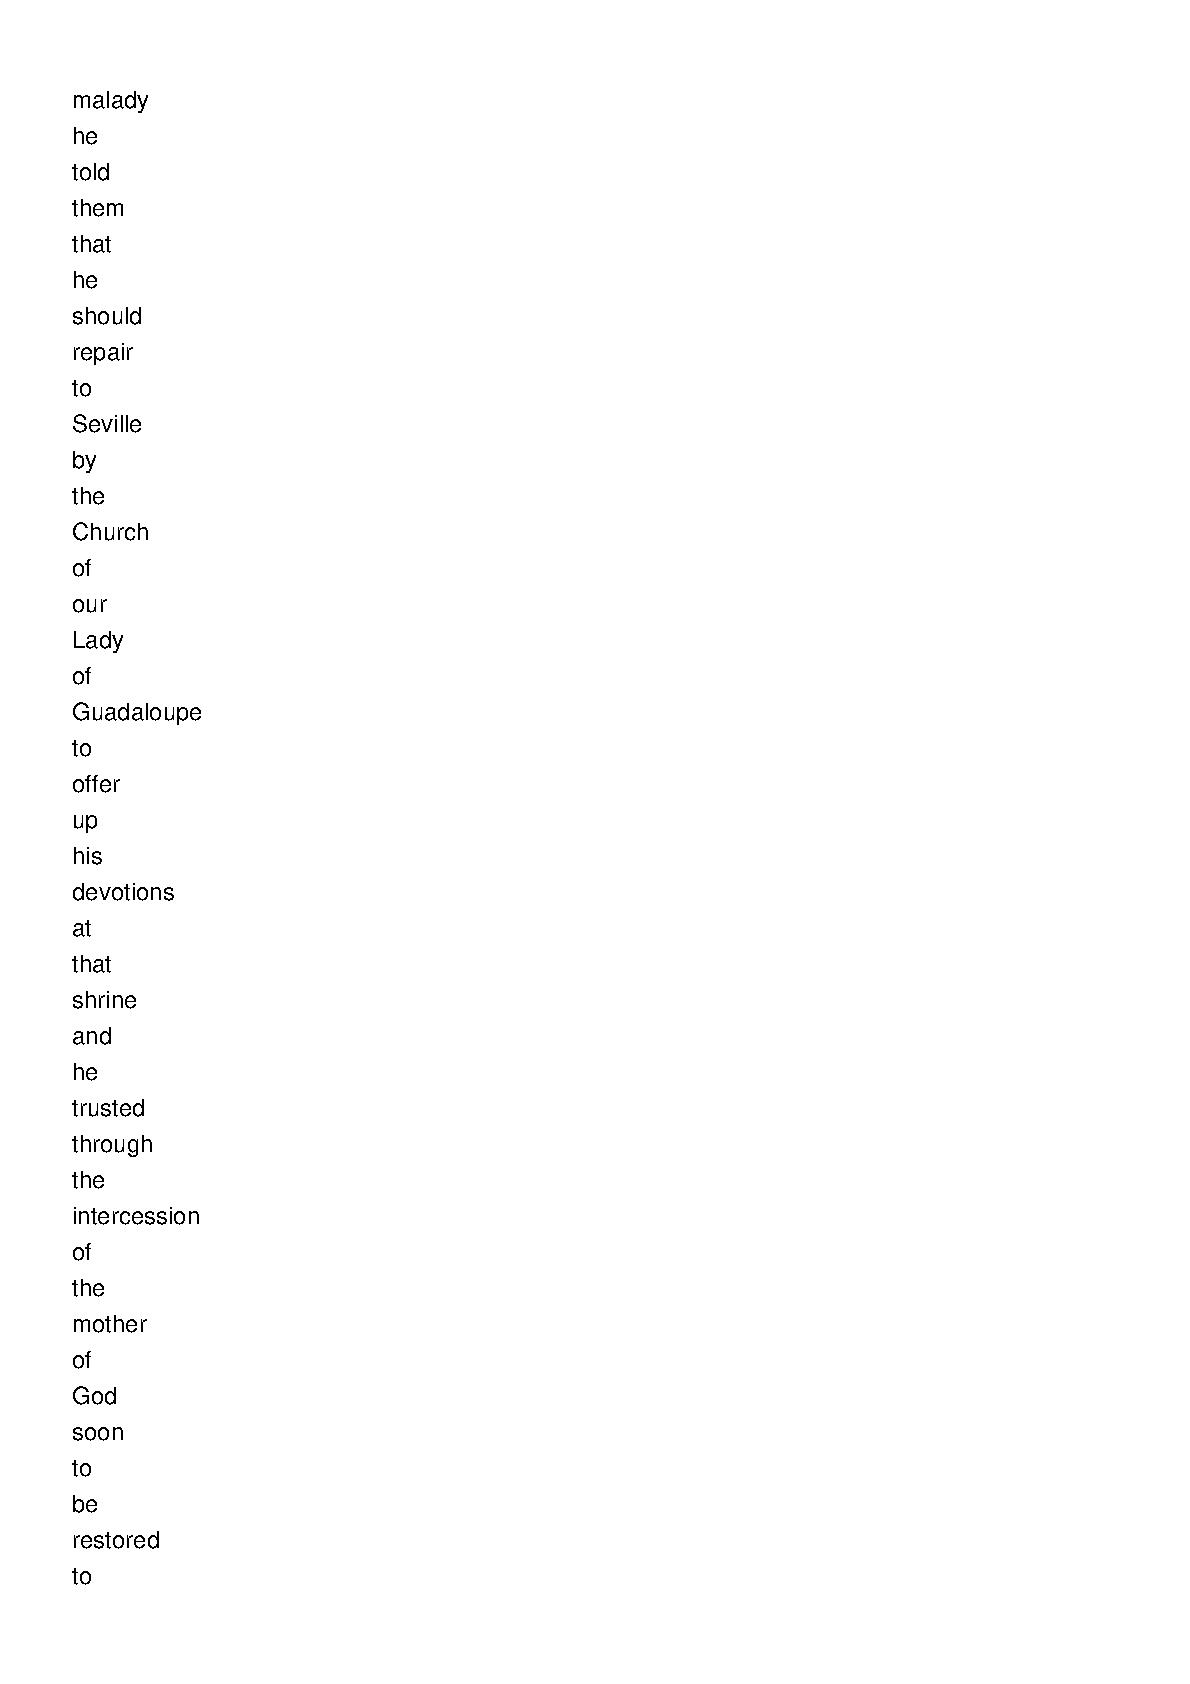 malady
he
told
them
that
he
should
repair
to
Seville
by
the
Church
of
our
Lady
of
Guadaloupe
to
offer
up
his
devotions
at
that
shrine
and
he
trusted
through
the
intercession
of
the
mother
of
God
soon
to
be
restored
to